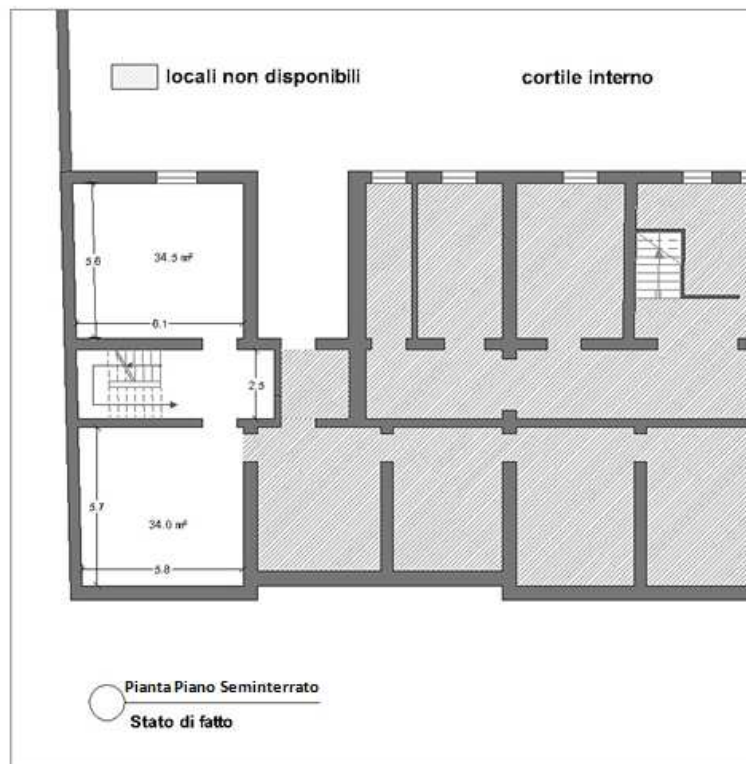 locali non disponibili
cortile interno
5.6
34.5 m²
6.1
2.5
5.7
34.0 m²
5.8
Pianta Piano Seminterrato
Stato di fatto